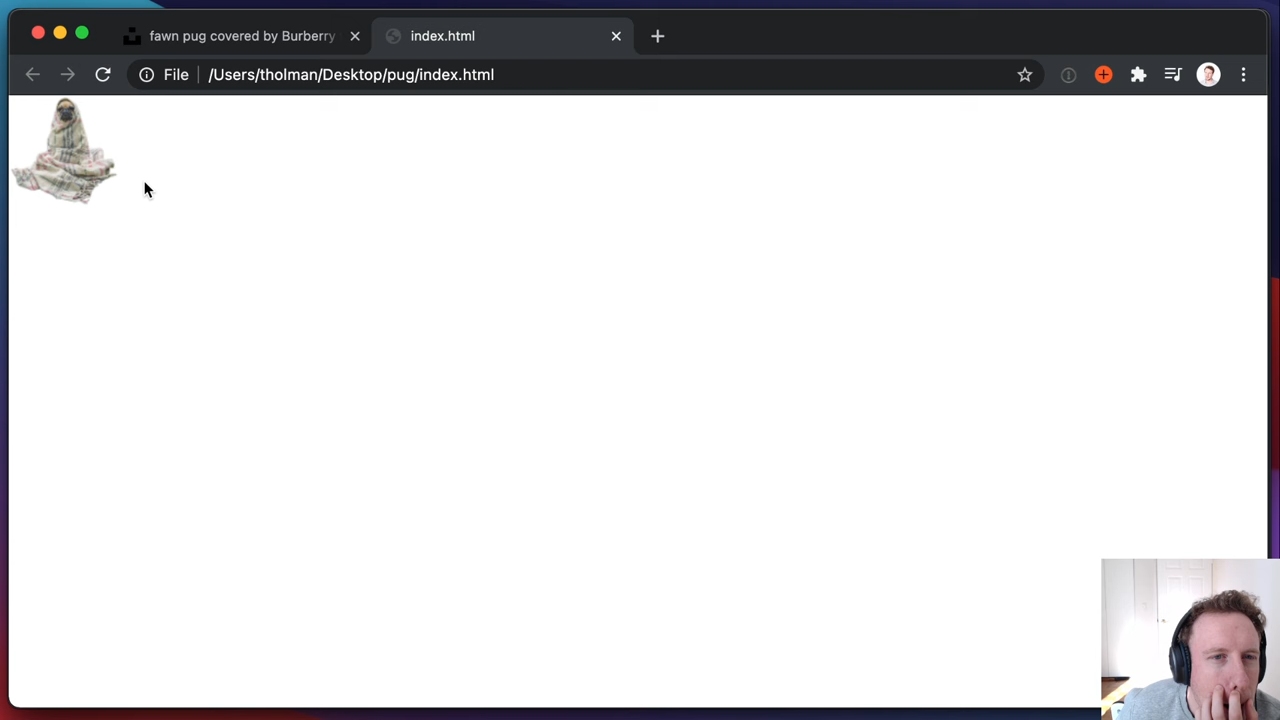 fawn pug covered by Burberry
index.html
File
/Users/tholman/Desktop/pug/index.html